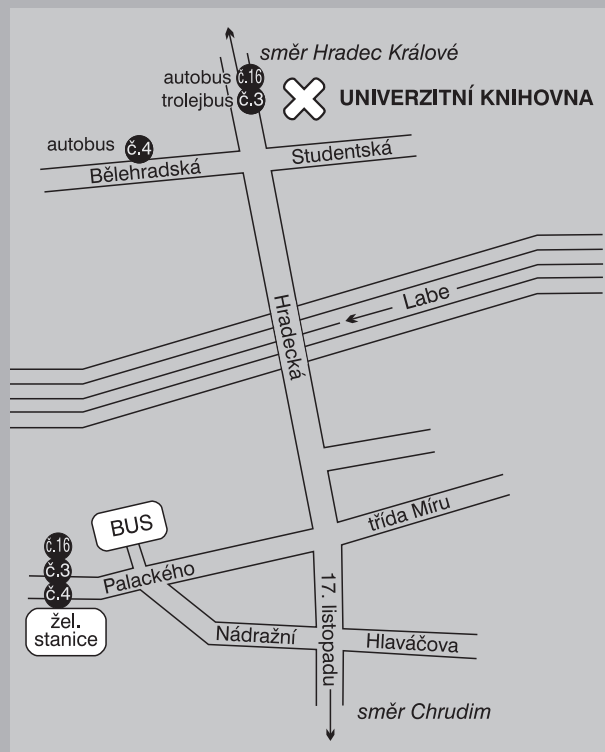 směr Hradec Králové
autobus č.16
trolejbus č.3
UNIVERZITNÍ KNIHOVNA
autobus č.4
Bělehradská
Studentská
Labe
Hradecká
třída Míru
BUS
č.16
č.3
č.4
Palackého
žel.
stanice
17. listopadu
Nádražní
Hlaváčova
směr Chrudim